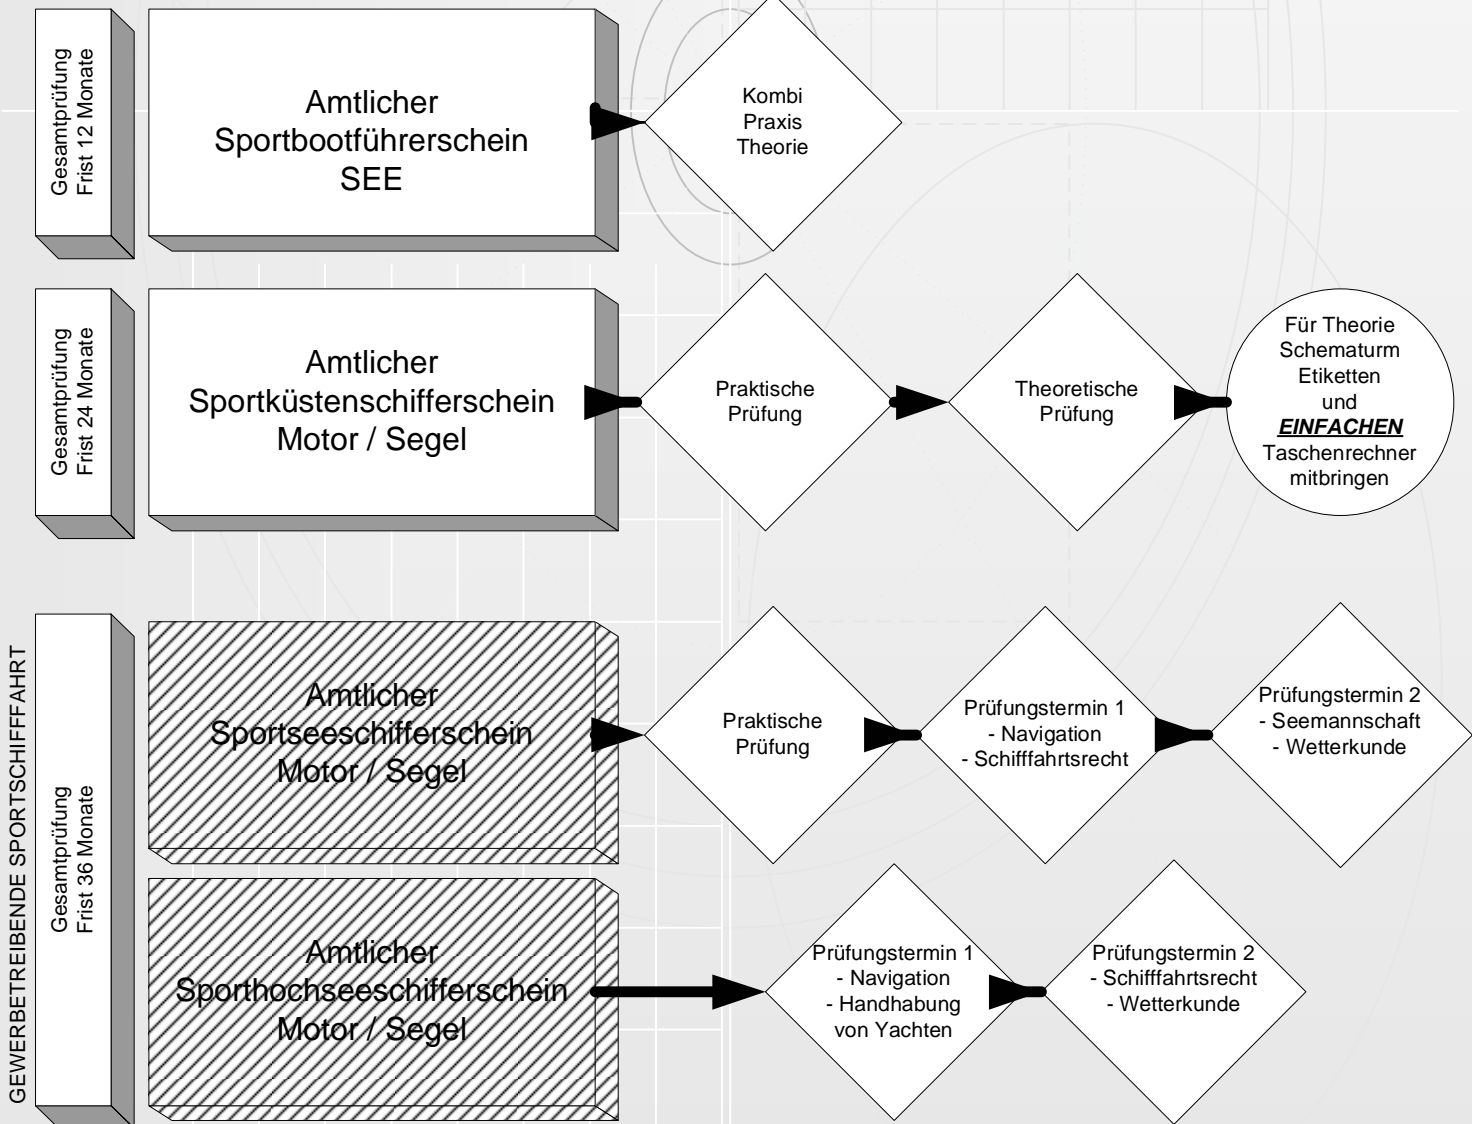 Gesamtprüfung
Frist 12 Monate
Amtlicher
Sportbootführerschein
SEE
Kombi
Praxis
Theorie
Gesamtprüfung
Frist 24 Monate
Amtlicher
Sportküstenschifferschein
Motor / Segel
Praktische
Prüfung
Theoretische
Prüfung
Für Theorie
Schematurm
Etiketten
und
EINFACHEN
Taschenrechner
mitbringen
GEWERBETREIBENDE SPORTSCHIFFFAHRT
Gesamtprüfung
Frist 36 Monate
Amtlicher
Sportseeschifferschein
Motor / Segel
Praktische
Prüfung
Prüfungstermin 1
- Navigation
- Schifffahrtsrecht
Prüfungstermin 2
- Seemannschaft
- Wetterkunde
Amtlicher
Sporthochseeschifferschein
Motor / Segel
Prüfungstermin 1
- Navigation
- Handhabung
von Yachten
Prüfungstermin 2
- Schifffahrtsrecht
- Wetterkunde